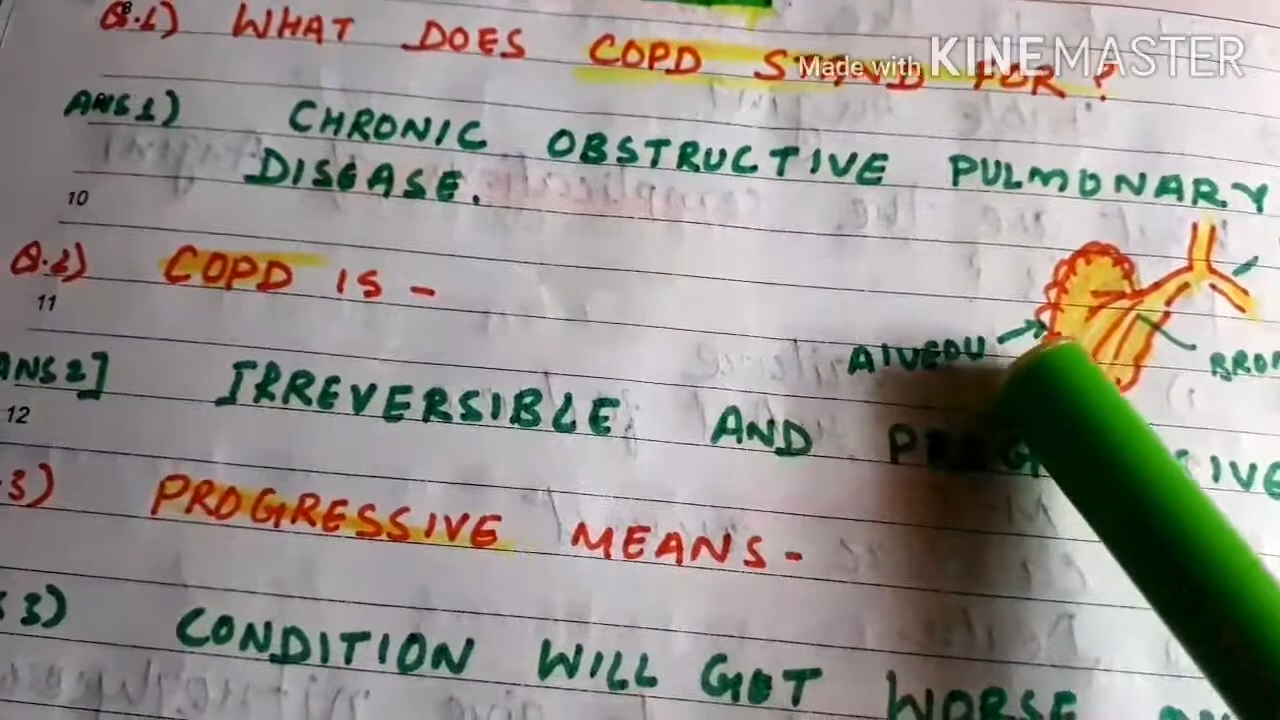 Q.1) WHAT DOES COPD STAND FOR?
Made with KINEMASTER
ANS1) CHRONIC OBSTRUCTIVE PULMONARY
DISEASE.
10
Q.2) COPD IS -
11
ALVEOLI
ANS2] IRREVERSIBLE AND
12
3) PROGRESSIVE MEANS-
3) CONDITION WILL GET WORSE